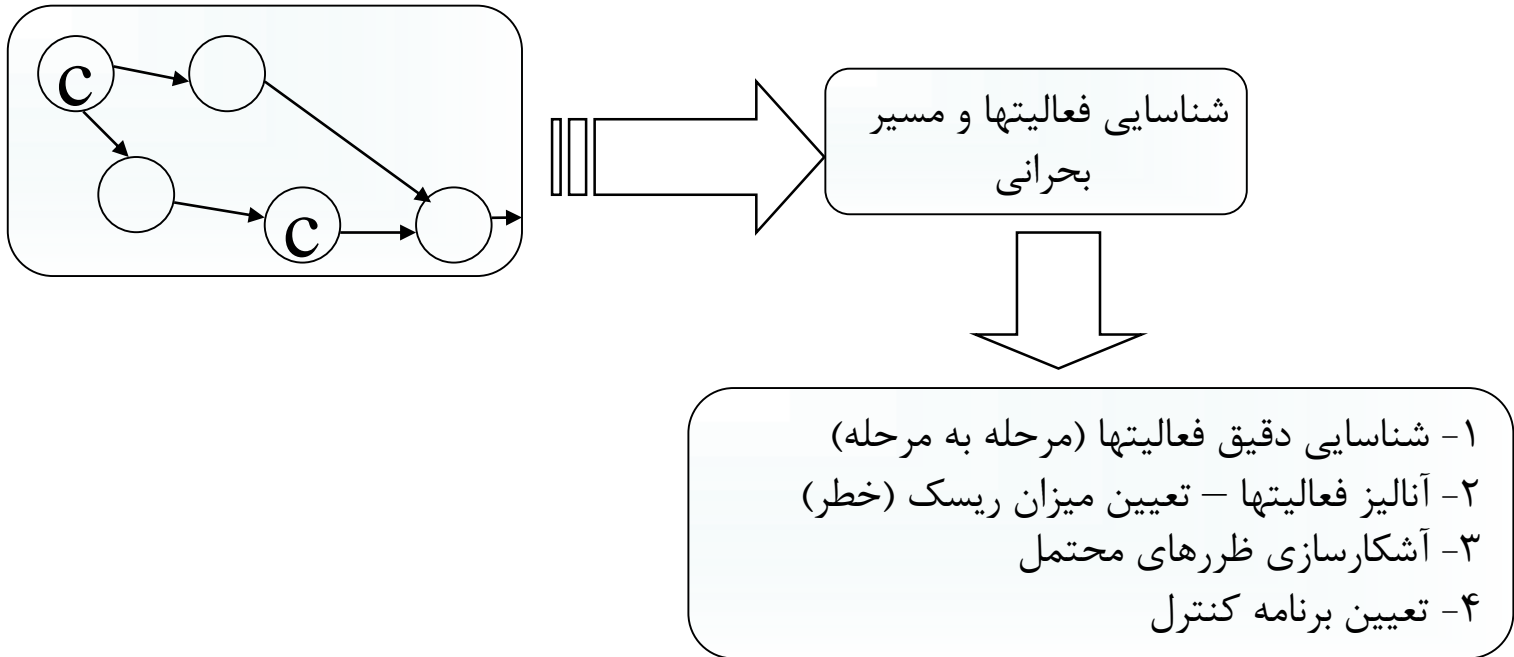 c
c
شناسایی فعالیتها و مسیر
بحرانی
۱- شناسایی دقیق فعالیتها (مرحله به مرحله)
۲- آنالیز فعالیتها – تعیین میزان ریسک (خطر)
۳- آشکارسازی ظررهای محتمل
۴- تعیین برنامه کنترل